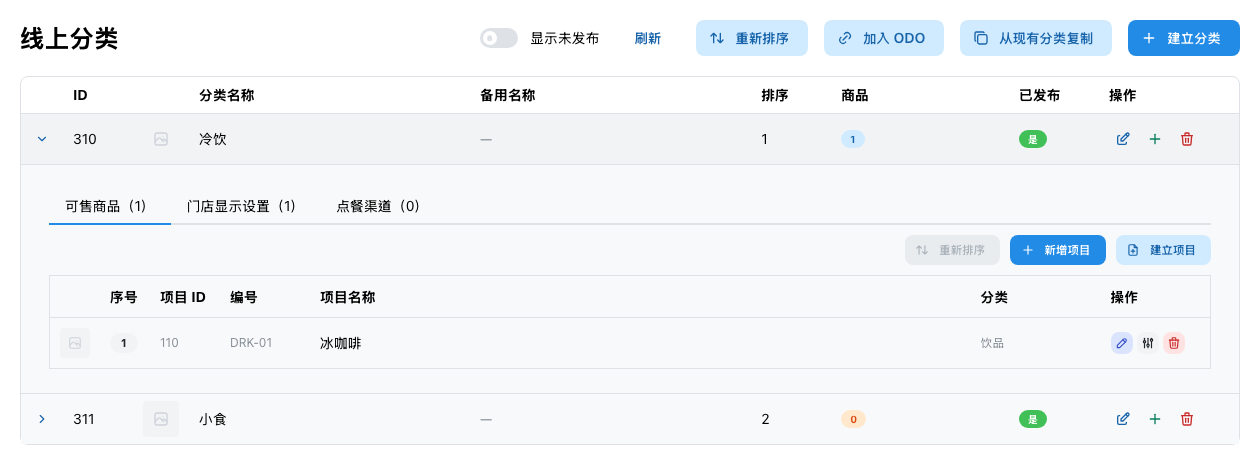 线上分类 显示未发布 刷新 重新排序 加入 ODO 从现有分类复制 建立分类
ID 分类名称 备用名称 排序 商品 已发布 操作
310 冷饮 — 1 1 是
可售商品（1） 门店显示设置（1） 点餐渠道（0）
重新排序 新增项目 建立项目
序号 项目 ID 编号 项目名称 分类 操作
1 110 DRK-01 冰咖啡 饮品
311 小食 — 2 0 是